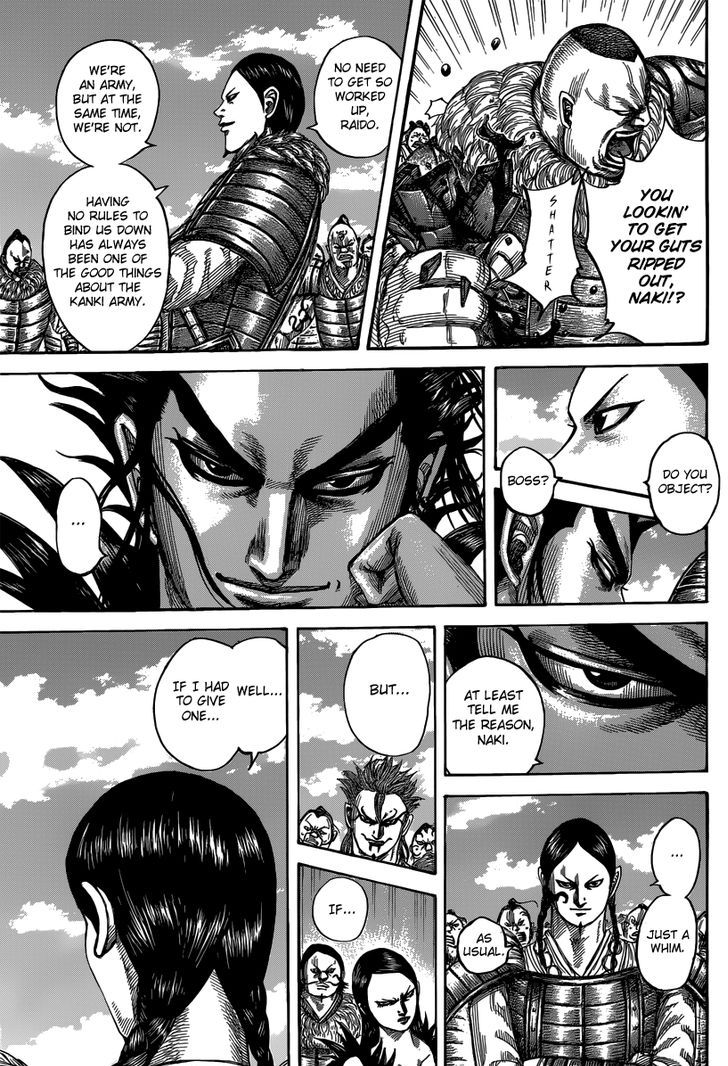 YOU
LOOKIN'
TO GET
YOUR GUTS
RIPPED
OUT,
NAKI!?
SHATTER
NO NEED
TO GET SO
WORKED
UP,
RAIDO.
WE'RE
AN ARMY,
BUT AT THE
SAME TIME,
WE'RE NOT.
HAVING
NO RULES TO
BIND US DOWN
HAS ALWAYS
BEEN ONE OF
THE GOOD THINGS
ABOUT THE
KANKI ARMY.
DO YOU
OBJECT?
BOSS?
...
AT LEAST
TELL ME
THE REASON,
NAKI.
...
JUST A
WHIM.
AS
USUAL.
BUT...
IF...
WELL...
IF I HAD
TO GIVE
ONE...